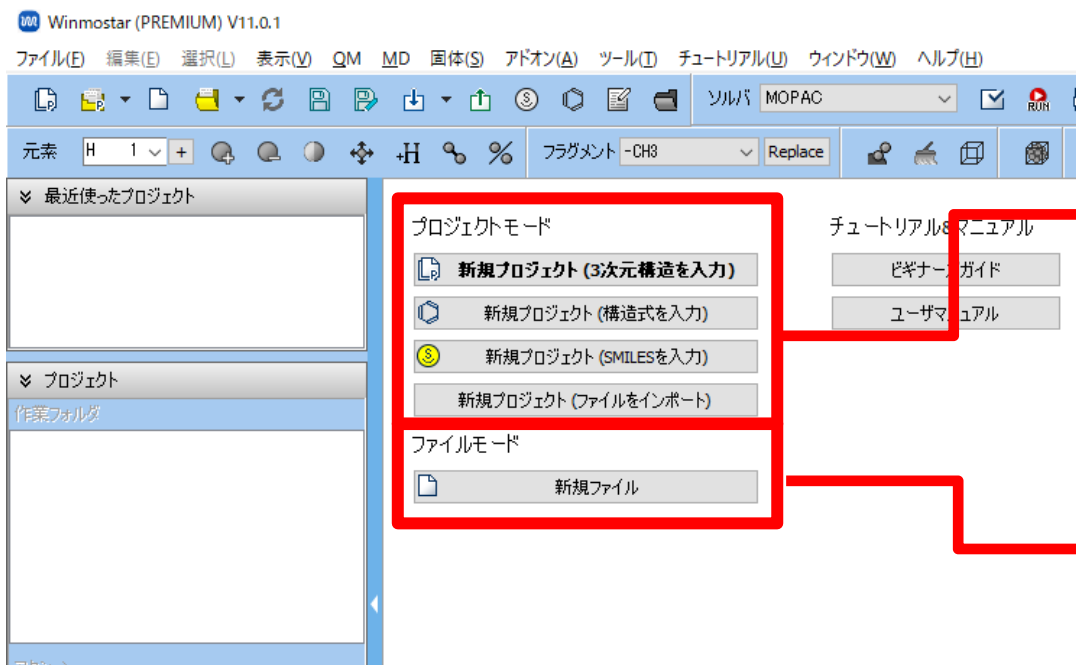 Winmostar (PREMIUM) V11.0.1
ファイル(F) 編集(E) 選択(L) 表示(V) QM MD 固体(S) アドオン(A) ツール(T) チュートリアル(U) ウィンドウ(W) ヘルプ(H)
ソルバ MOPAC RUN
元素 H 1 + +H フラグメント -CH3 Replace
最近使ったプロジェクト
プロジェクトモード
新規プロジェクト (3次元構造を入力)
新規プロジェクト (構造式を入力)
新規プロジェクト (SMILESを入力)
新規プロジェクト (ファイルをインポート)
ファイルモード
新規ファイル
チュートリアル&マニュアル
ビギナーズガイド
ユーザマニュアル
プロジェクト
作業フォルダ